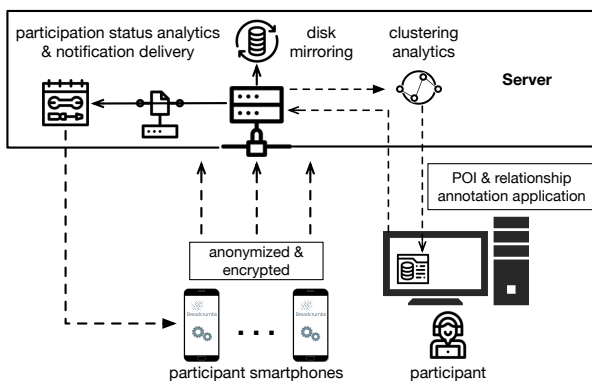 participation status analytics
& notification delivery
disk
mirroring
clustering
analytics
Server
POI & relationship
annotation application
anonymized &
encrypted
Breadcrumbs
Breadcrumbs
...
participant smartphones
participant